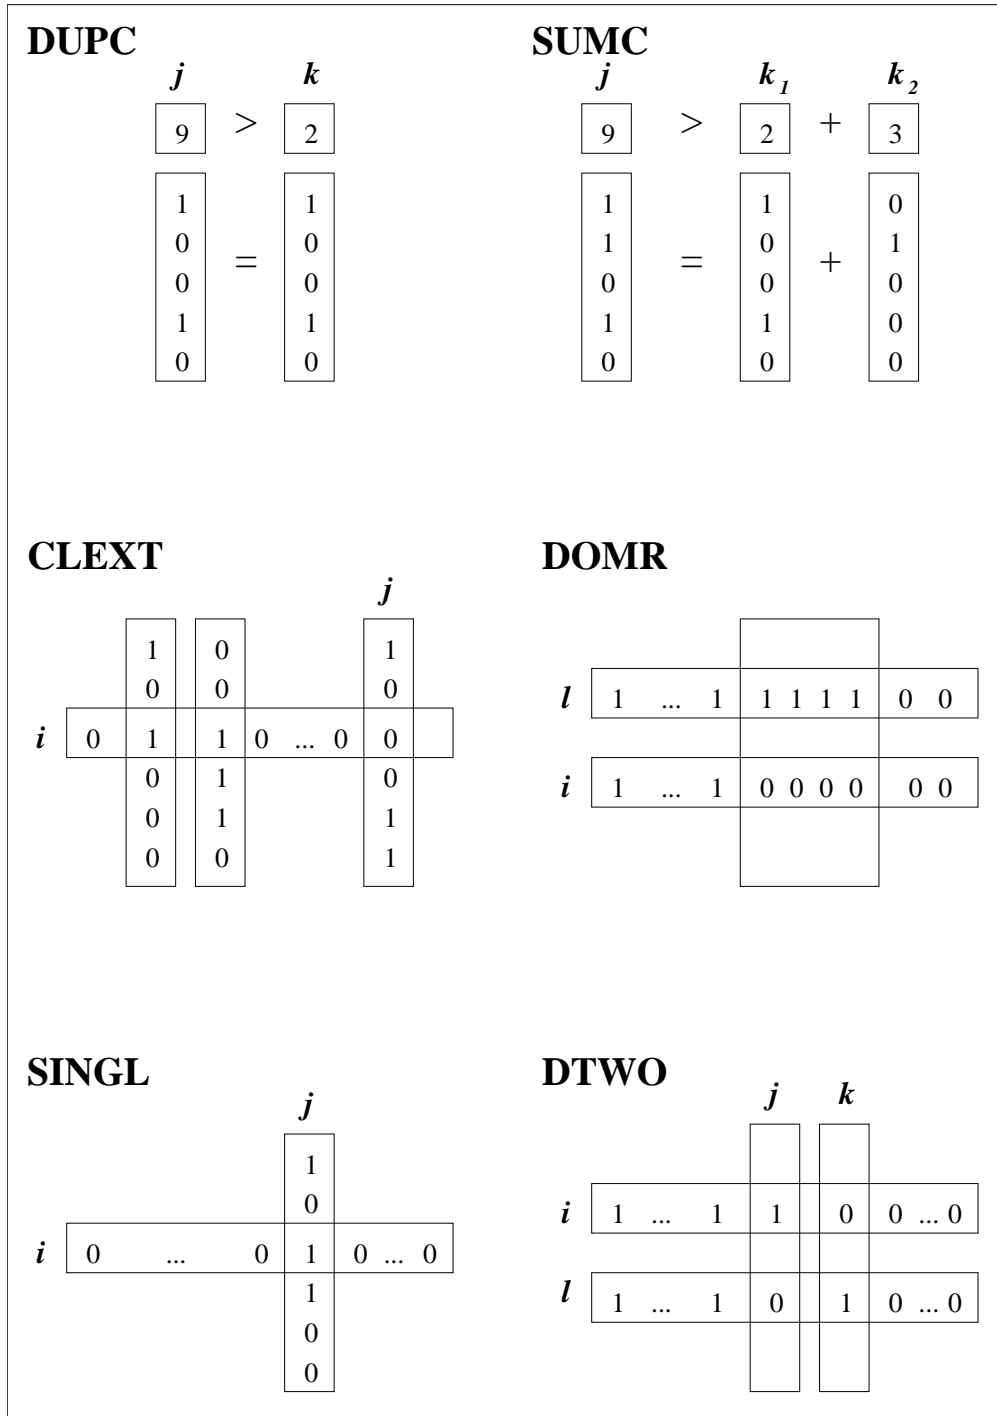 DUPC SUMC
j k j k1 k2
9 > 2 9 > 2 + 3
1 1 1 1 0
0 0 1 0 1
= = +
0 0 0 0 0
1 1 1 1 0
0 0 0 0 0
CLEXT DOMR
j
1 0 1
0 0 0
l 1 ... 1 1 1 1 1 0 0
i 0 1 1 0 ... 0 0
0 1 0
i 1 ... 1 0 0 0 0 0 0
0 1 1
0 0 1
SINGL DTWO
j j k
1
0
i 1 ... 1 1 0 0 ... 0
i 0 ... 0 1 0 ... 0
1
l 1 ... 1 0 1 0 ... 0
0
0